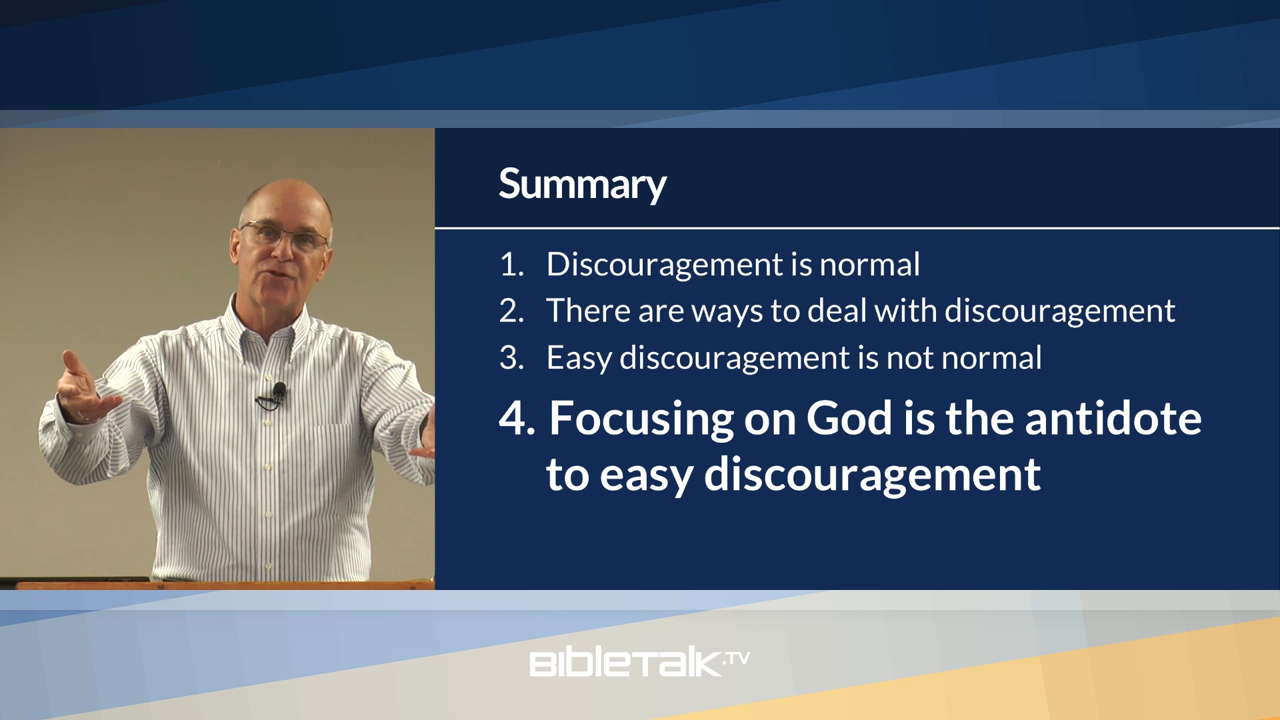 Summary
1. Discouragement is normal
2. There are ways to deal with discouragement
3. Easy discouragement is not normal
4. Focusing on God is the antidote
to easy discouragement
BibleTalk.TV